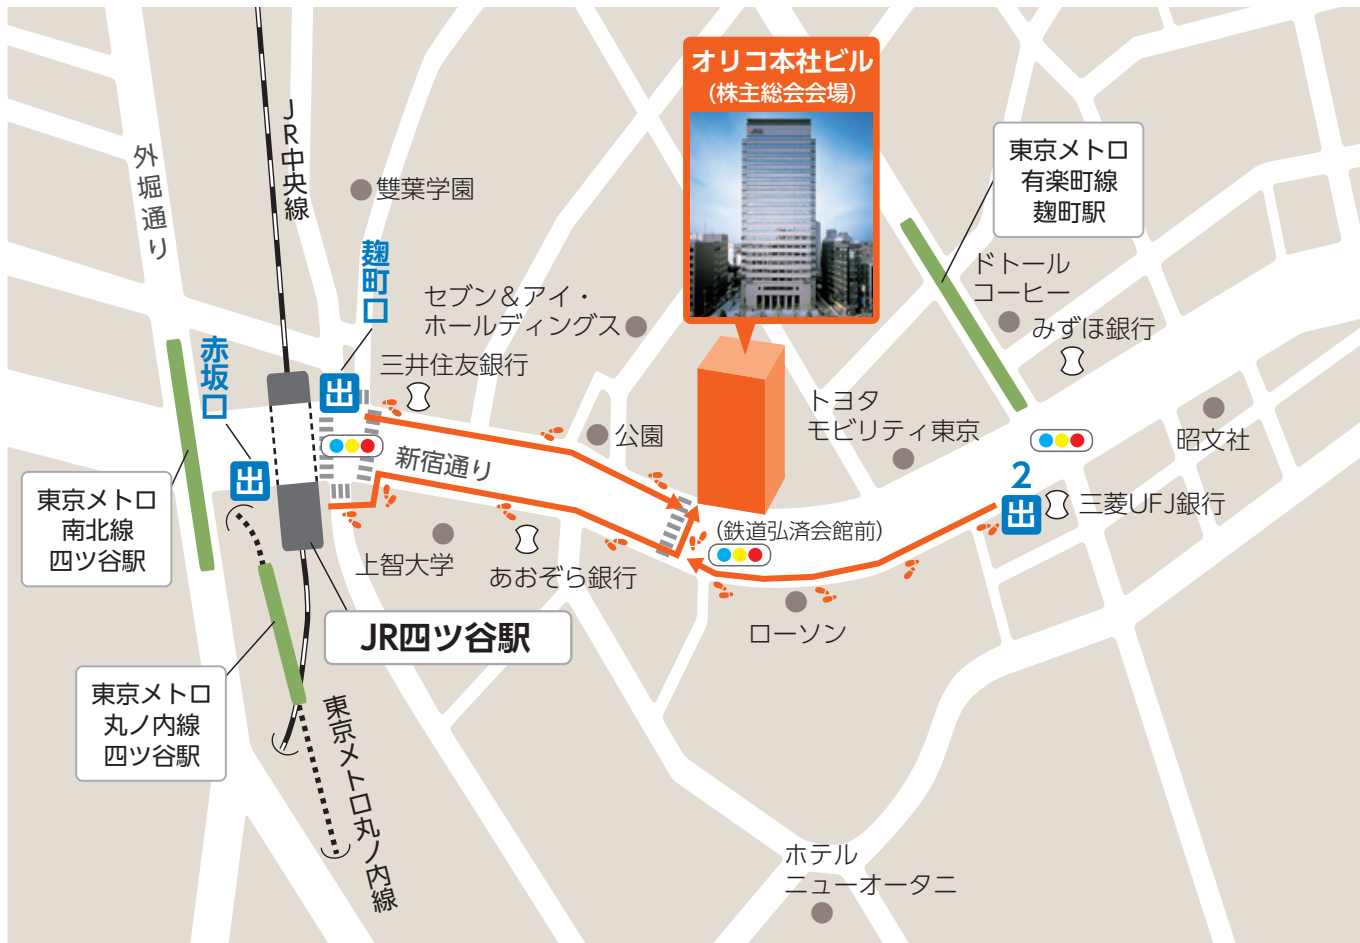 オリコ本社ビル
(株主総会会場)
JR中央線
外堀通り
雙葉学園
麹町口
セブン＆アイ・
ホールディングス
三井住友銀行
赤坂口
出
出
東京メトロ
有楽町線
麹町駅
ドトール
コーヒー
みずほ銀行
トヨタ
モビリティ東京
昭文社
公園
新宿通り
2
出
三菱UFJ銀行
(鉄道弘済会館前)
東京メトロ
南北線
四ツ谷駅
上智大学
あおぞら銀行
ローソン
JR四ツ谷駅
東京メトロ
丸ノ内線
四ツ谷駅
東京メトロ丸ノ内線
ホテル
ニューオータニ